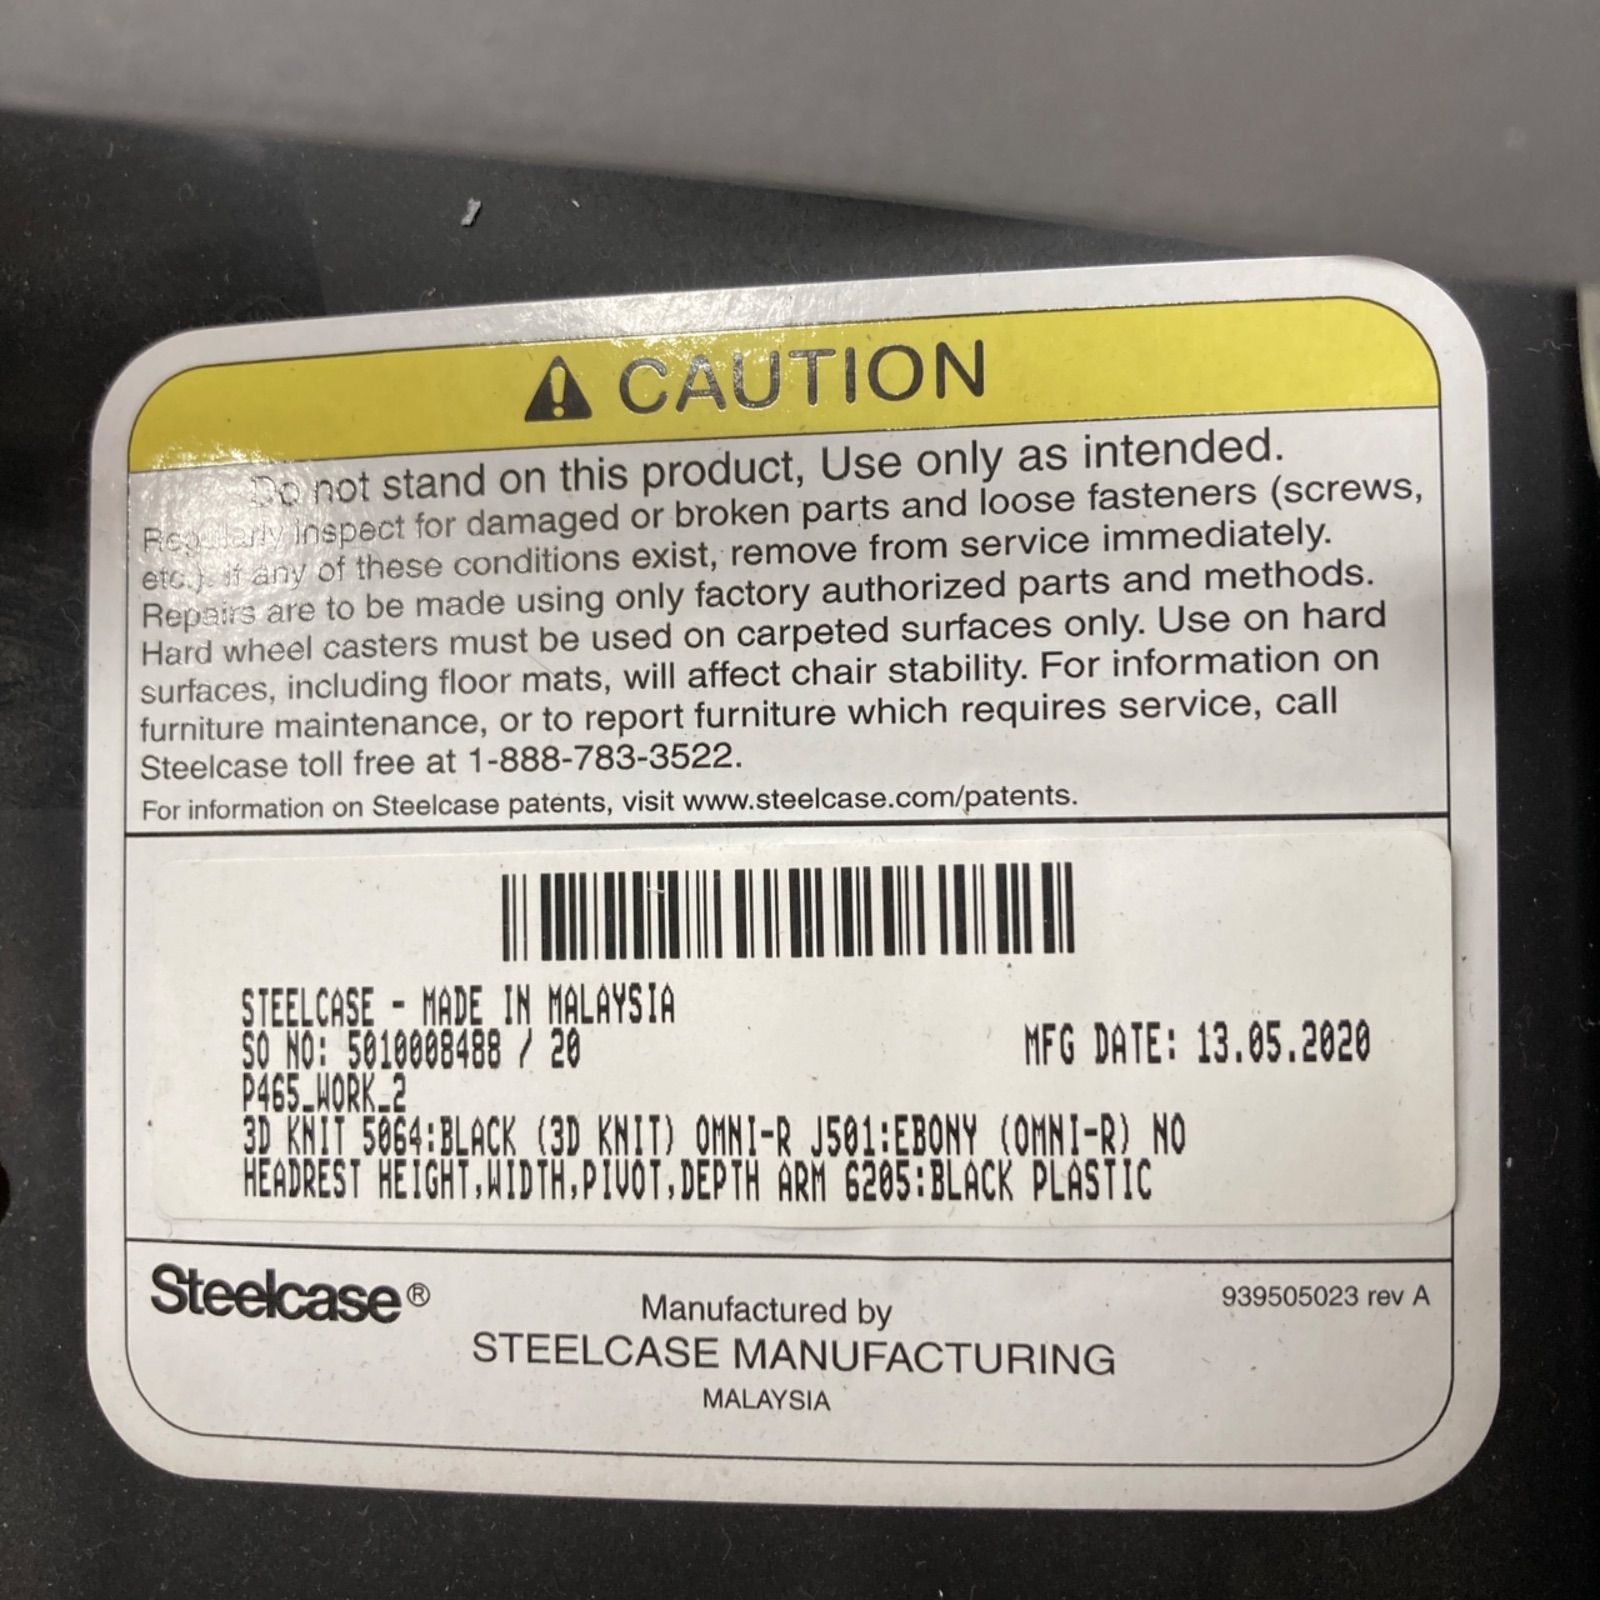 CAUTION
Do not stand on this product, Use only as intended.
Regularly inspect for damaged or broken parts and loose fasteners (screws,
etc.). If any of these conditions exist, remove from service immediately.
Repairs are to be made using only factory authorized parts and methods.
Hard wheel casters must be used on carpeted surfaces only. Use on hard
surfaces, including floor mats, will affect chair stability. For information on
furniture maintenance, or to report furniture which requires service, call
Steelcase toll free at 1-888-783-3522.
For information on Steelcase patents, visit www.steelcase.com/patents.
STEELCASE - MADE IN MALAYSIA
SO NO: 5010008488 / 20
MFG DATE: 13.05.2020
P465_WORK_2
3D KNIT 5064:BLACK (3D KNIT) OMNI-R J501:EBONY (OMNI-R) NO
HEADREST HEIGHT,WIDTH,PIVOT,DEPTH ARM 6205:BLACK PLASTIC
Steelcase®
Manufactured by
939505023 rev A
STEELCASE MANUFACTURING
MALAYSIA